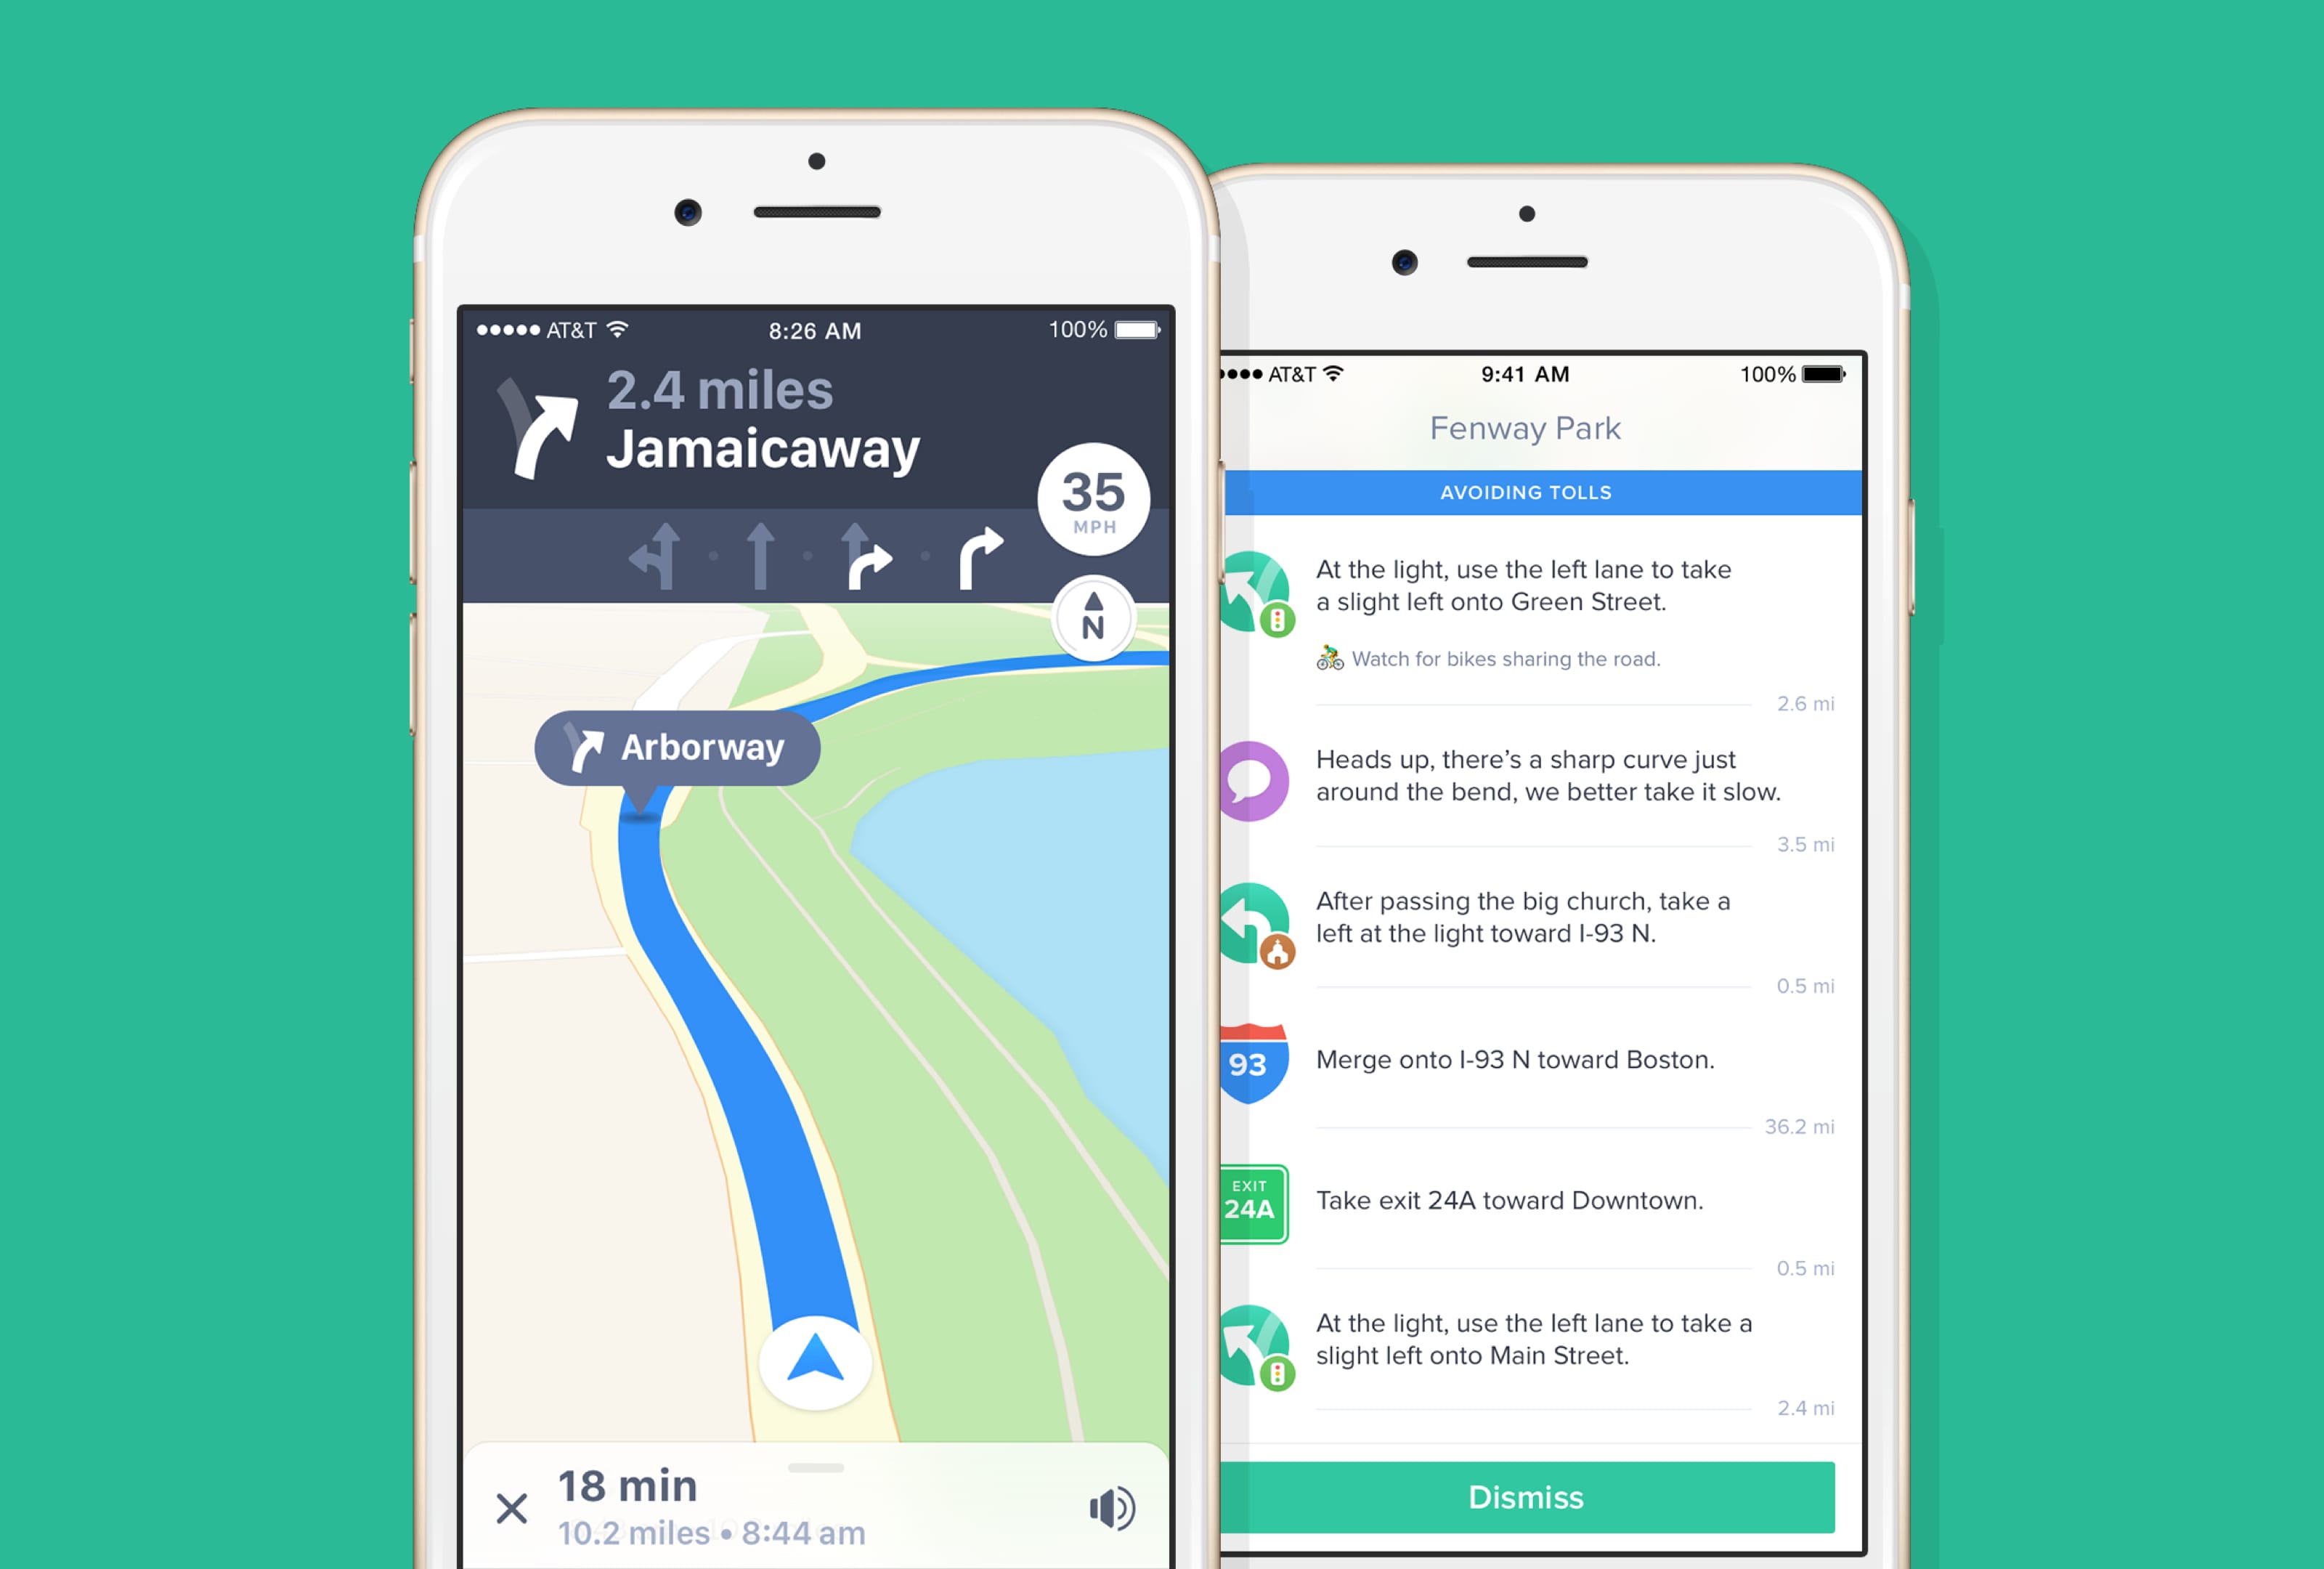 AT&T 8:26 AM 100%
2.4 miles
Jamaicaway
35
MPH
N
Arborway
18 min
10.2 miles • 8:44 am
AT&T 9:41 AM 100%
Fenway Park
AVOIDING TOLLS
At the light, use the left lane to take
a slight left onto Green Street.
🚴 Watch for bikes sharing the road.
2.6 mi
Heads up, there’s a sharp curve just
around the bend, we better take it slow.
3.5 mi
After passing the big church, take a
left at the light toward I-93 N.
0.5 mi
93
Merge onto I-93 N toward Boston.
36.2 mi
EXIT
24A
Take exit 24A toward Downtown.
0.5 mi
At the light, use the left lane to take a
slight left onto Main Street.
2.4 mi
Dismiss